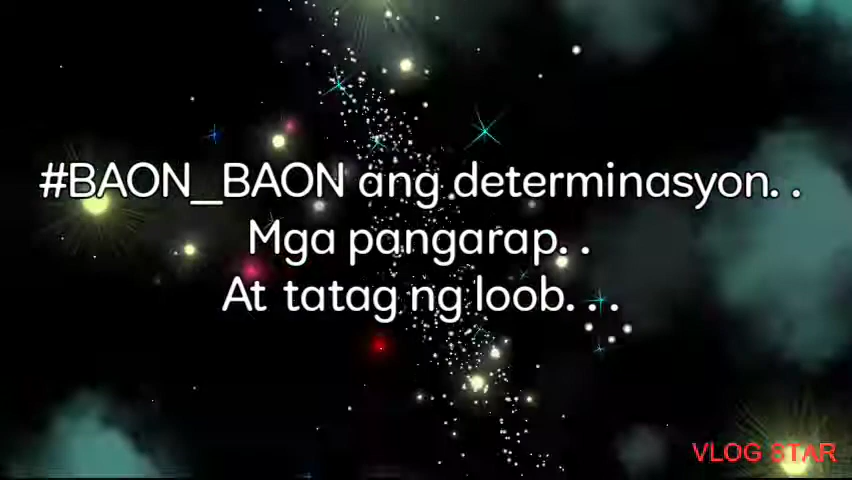 #BAON_BAON ang determinasyon. .
Mga pangarap. .
At tatag ng loob. . .
VLOG STAR